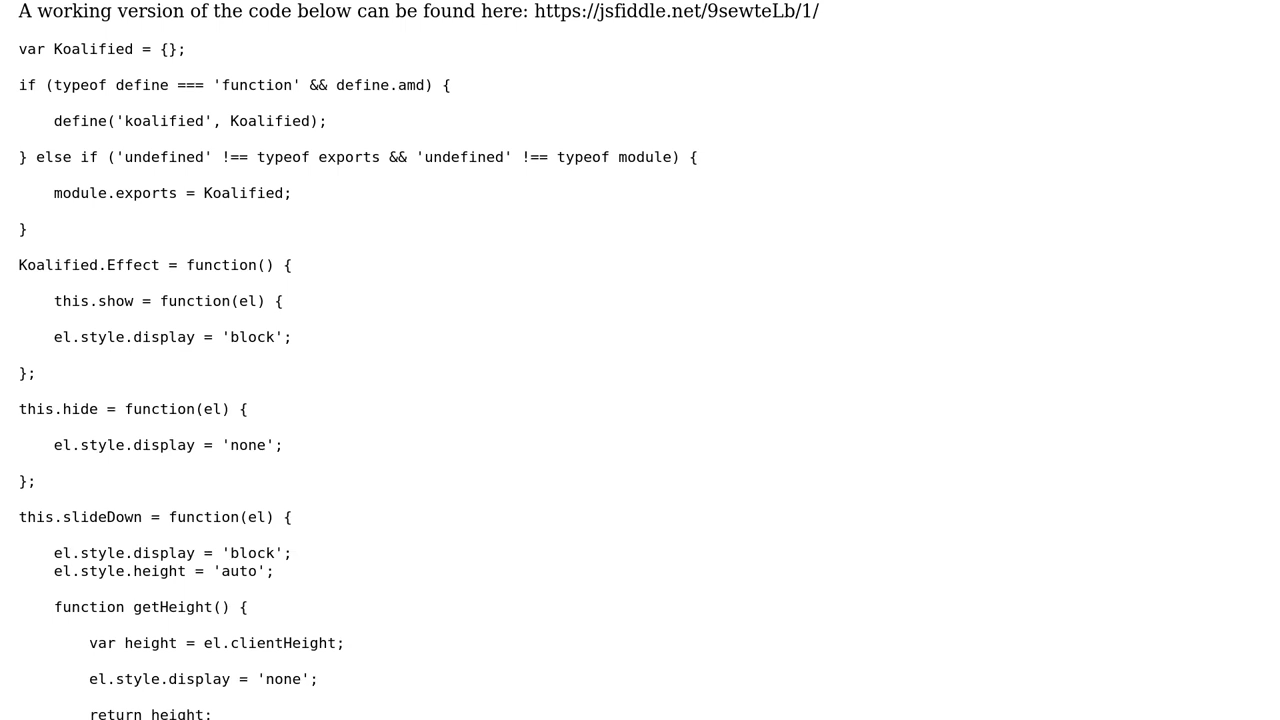 A working version of the code below can be found here: https://jsfiddle.net/9sewteLb/1/
var Koalified = {};
if (typeof define === 'function' && define.amd) {
    define('koalified', Koalified);
} else if ('undefined' !== typeof exports && 'undefined' !== typeof module) {
    module.exports = Koalified;
}
Koalified.Effect = function() {
    this.show = function(el) {
    el.style.display = 'block';
};
this.hide = function(el) {
    el.style.display = 'none';
};
this.slideDown = function(el) {
    el.style.display = 'block';
    el.style.height = 'auto';
    function getHeight() {
        var height = el.clientHeight;
        el.style.display = 'none';
        return height;